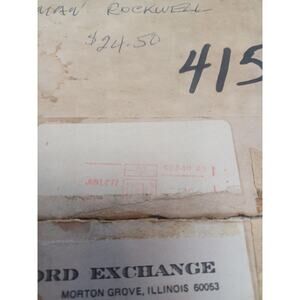 ROCKWELL
$24.50
415
ORD EXCHANGE
MORTON GROVE, ILLINOIS 60053